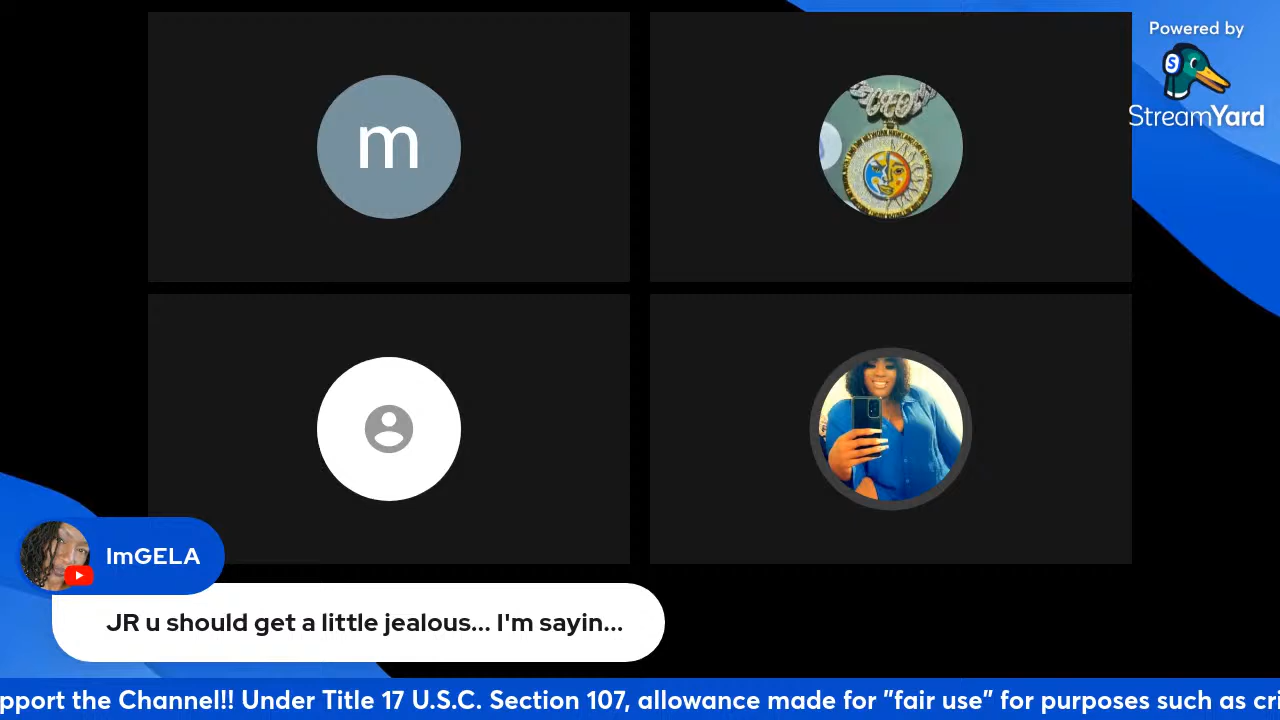 Powered by
S
StreamYard
m
CEO
ImGELA
JR u should get a little jealous... I'm sayin...
pport the Channel!! Under Title 17 U.S.C. Section 107, allowance made for "fair use" for purposes such as cri